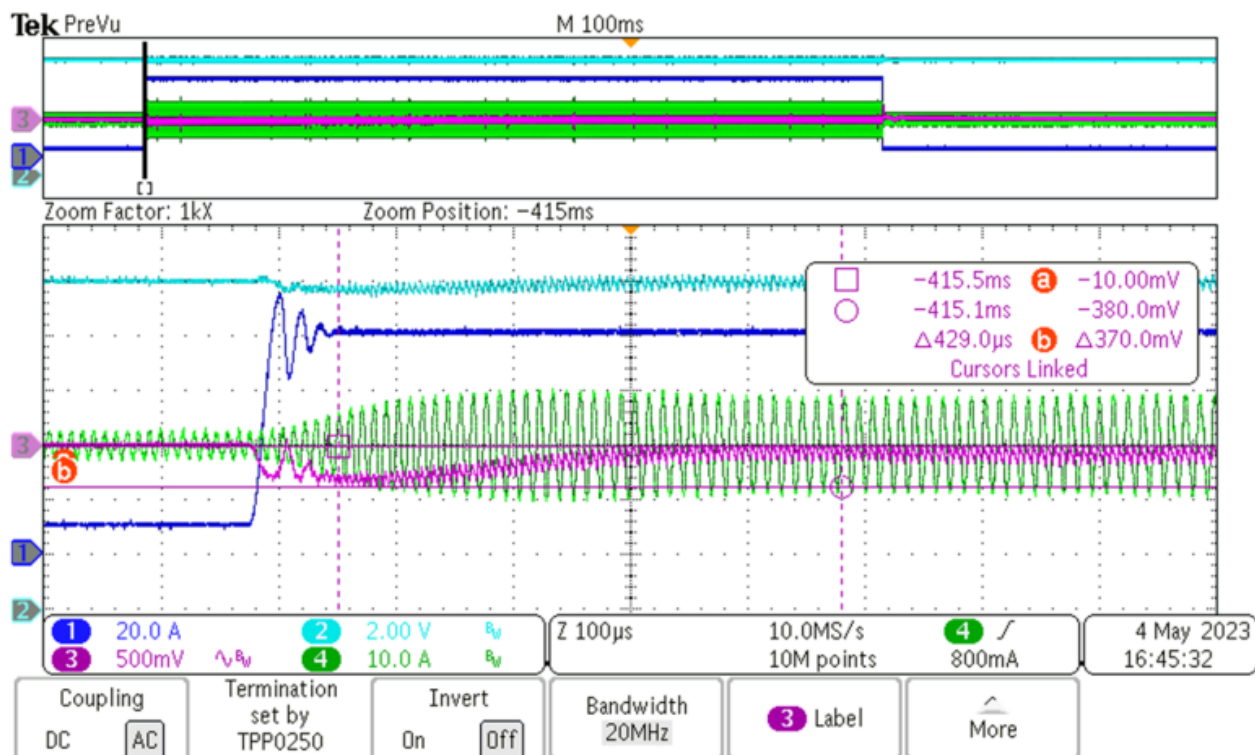 Tek PreVu M 100ms
3
1
2
[]
Zoom Factor: 1kX Zoom Position: -415ms
-415.5ms a -10.00mV
-415.1ms -380.0mV
△429.0µs b △370.0mV
Cursors Linked
3
b
1
2
1 20.0 A 2 2.00 V BW Z 100µs 10.0MS/s 4 4 May 2023
3 500mV BW 4 10.0 A BW 10M points 800mA 16:45:32
Coupling
DC AC
Termination
set by
TPP0250
Invert
On Off
Bandwidth
20MHz
3 Label
More